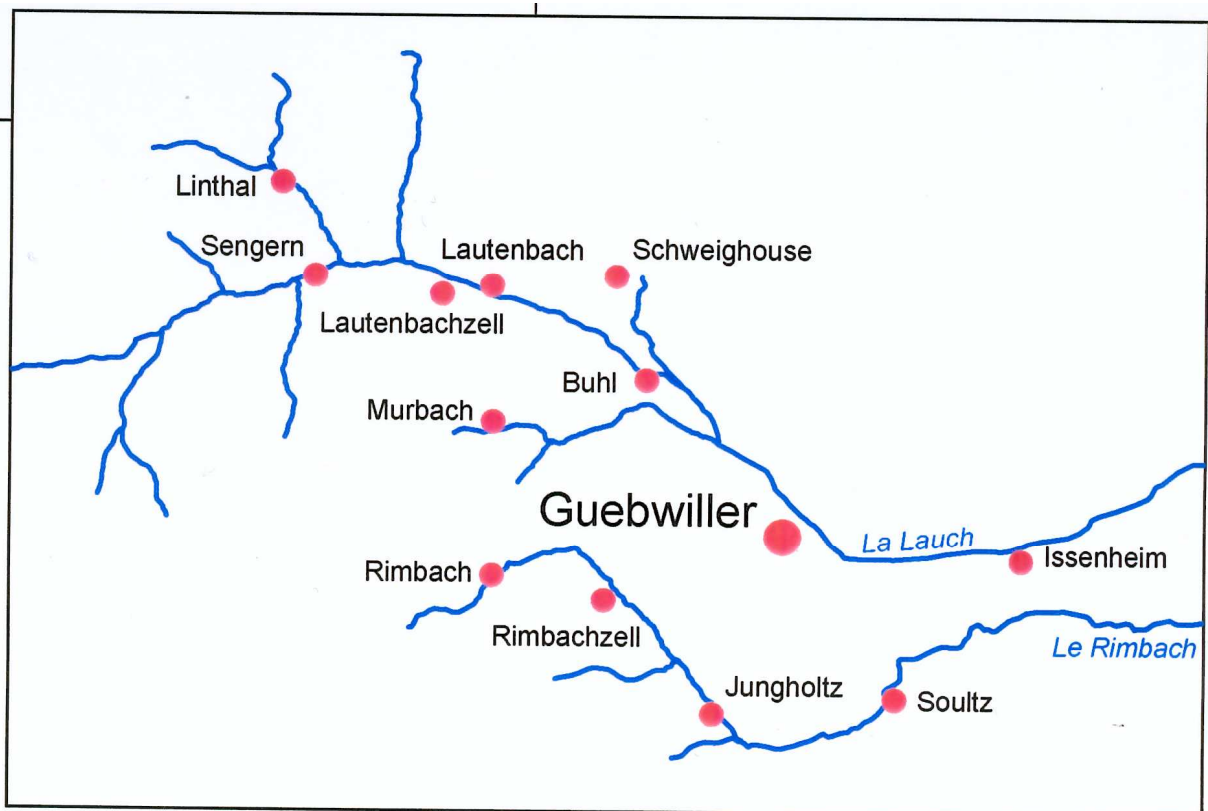 Linthal
Sengern
Lautenbach
Schweighouse
Lautenbachzell
Buhl
Murbach
Guebwiller
La Lauch
Issenheim
Rimbach
Rimbachzell
Le Rimbach
Jungholtz
Soultz